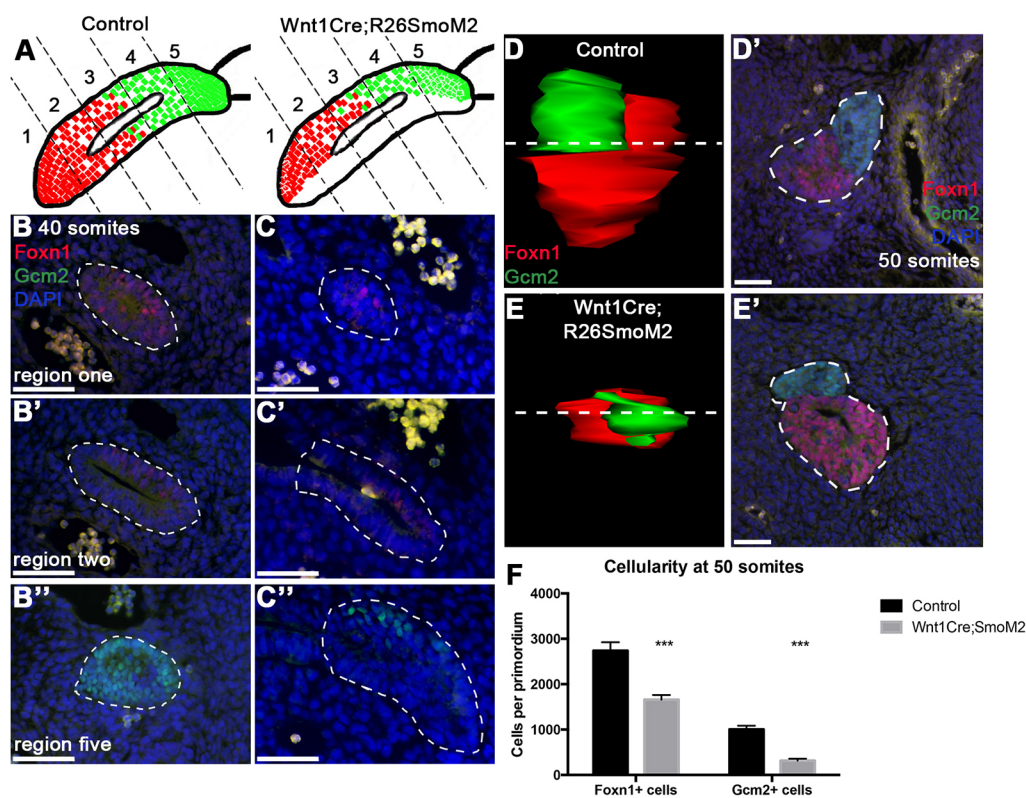 A
Control
1
2
3
4
5
Wnt1Cre;R26SmoM2
1
2
3
4
5
B 40 somites
Foxn1
Gcm2
DAPI
region one
C
B'
region two
C'
B''
region five
C''
D
Control
Foxn1
Gcm2
D'
Foxn1
Gcm2
DAPI
50 somites
E
Wnt1Cre;
R26SmoM2
E'
F
Cellularity at 50 somites
Cells per primordium
4000
3000
2000
1000
0
***
***
Foxn1+ cells
Gcm2+ cells
Control
Wnt1Cre;SmoM2